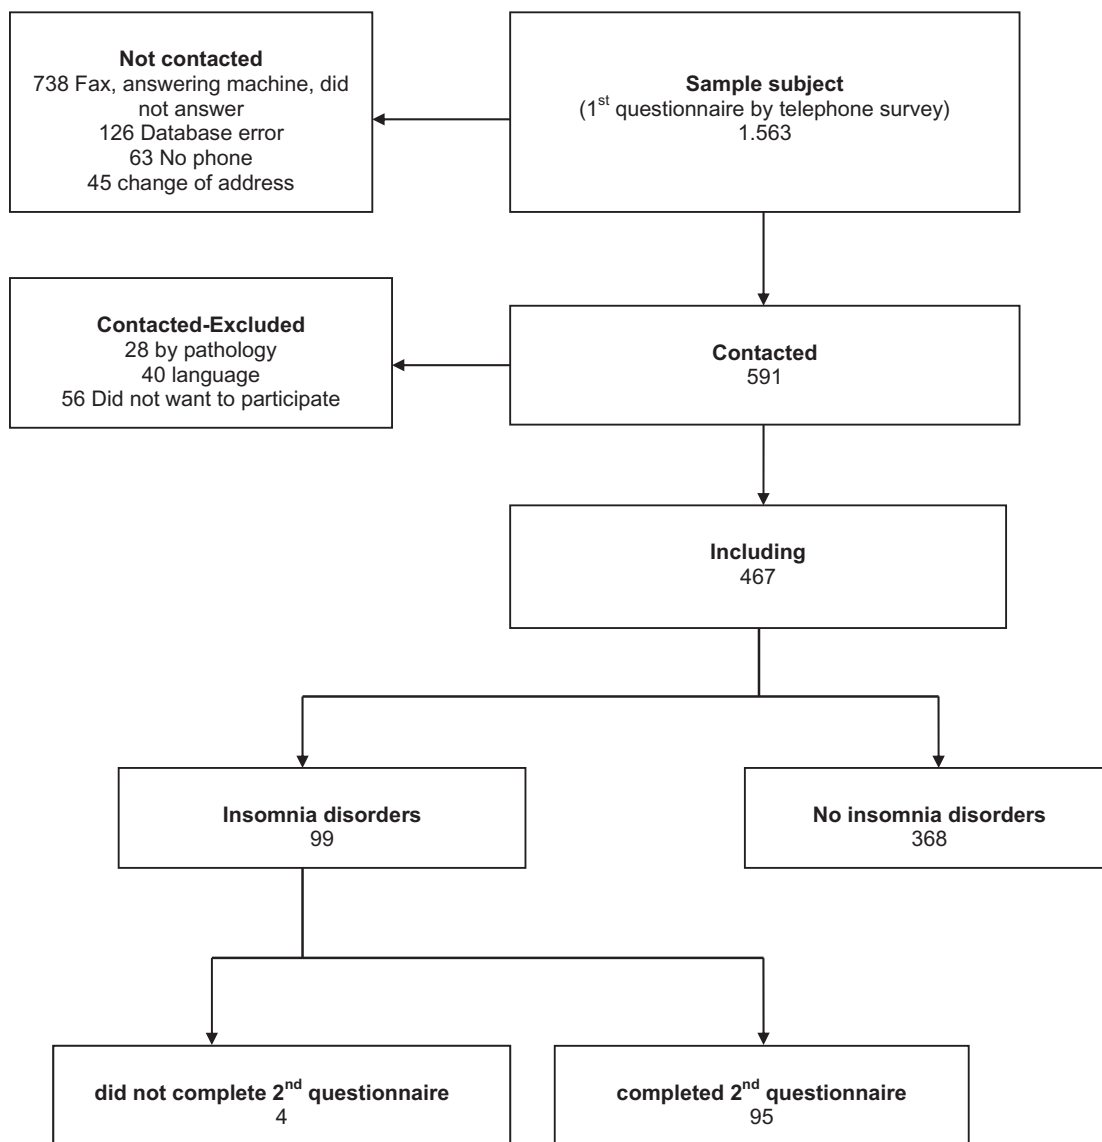 Not contacted
738 Fax, answering machine, did
not answer
126 Database error
63 No phone
45 change of address
Sample subject
(1st questionnaire by telephone survey)
1.563
Contacted-Excluded
28 by pathology
40 language
56 Did not want to participate
Contacted
591
Including
467
Insomnia disorders
99
No insomnia disorders
368
did not complete 2nd questionnaire
4
completed 2nd questionnaire
95